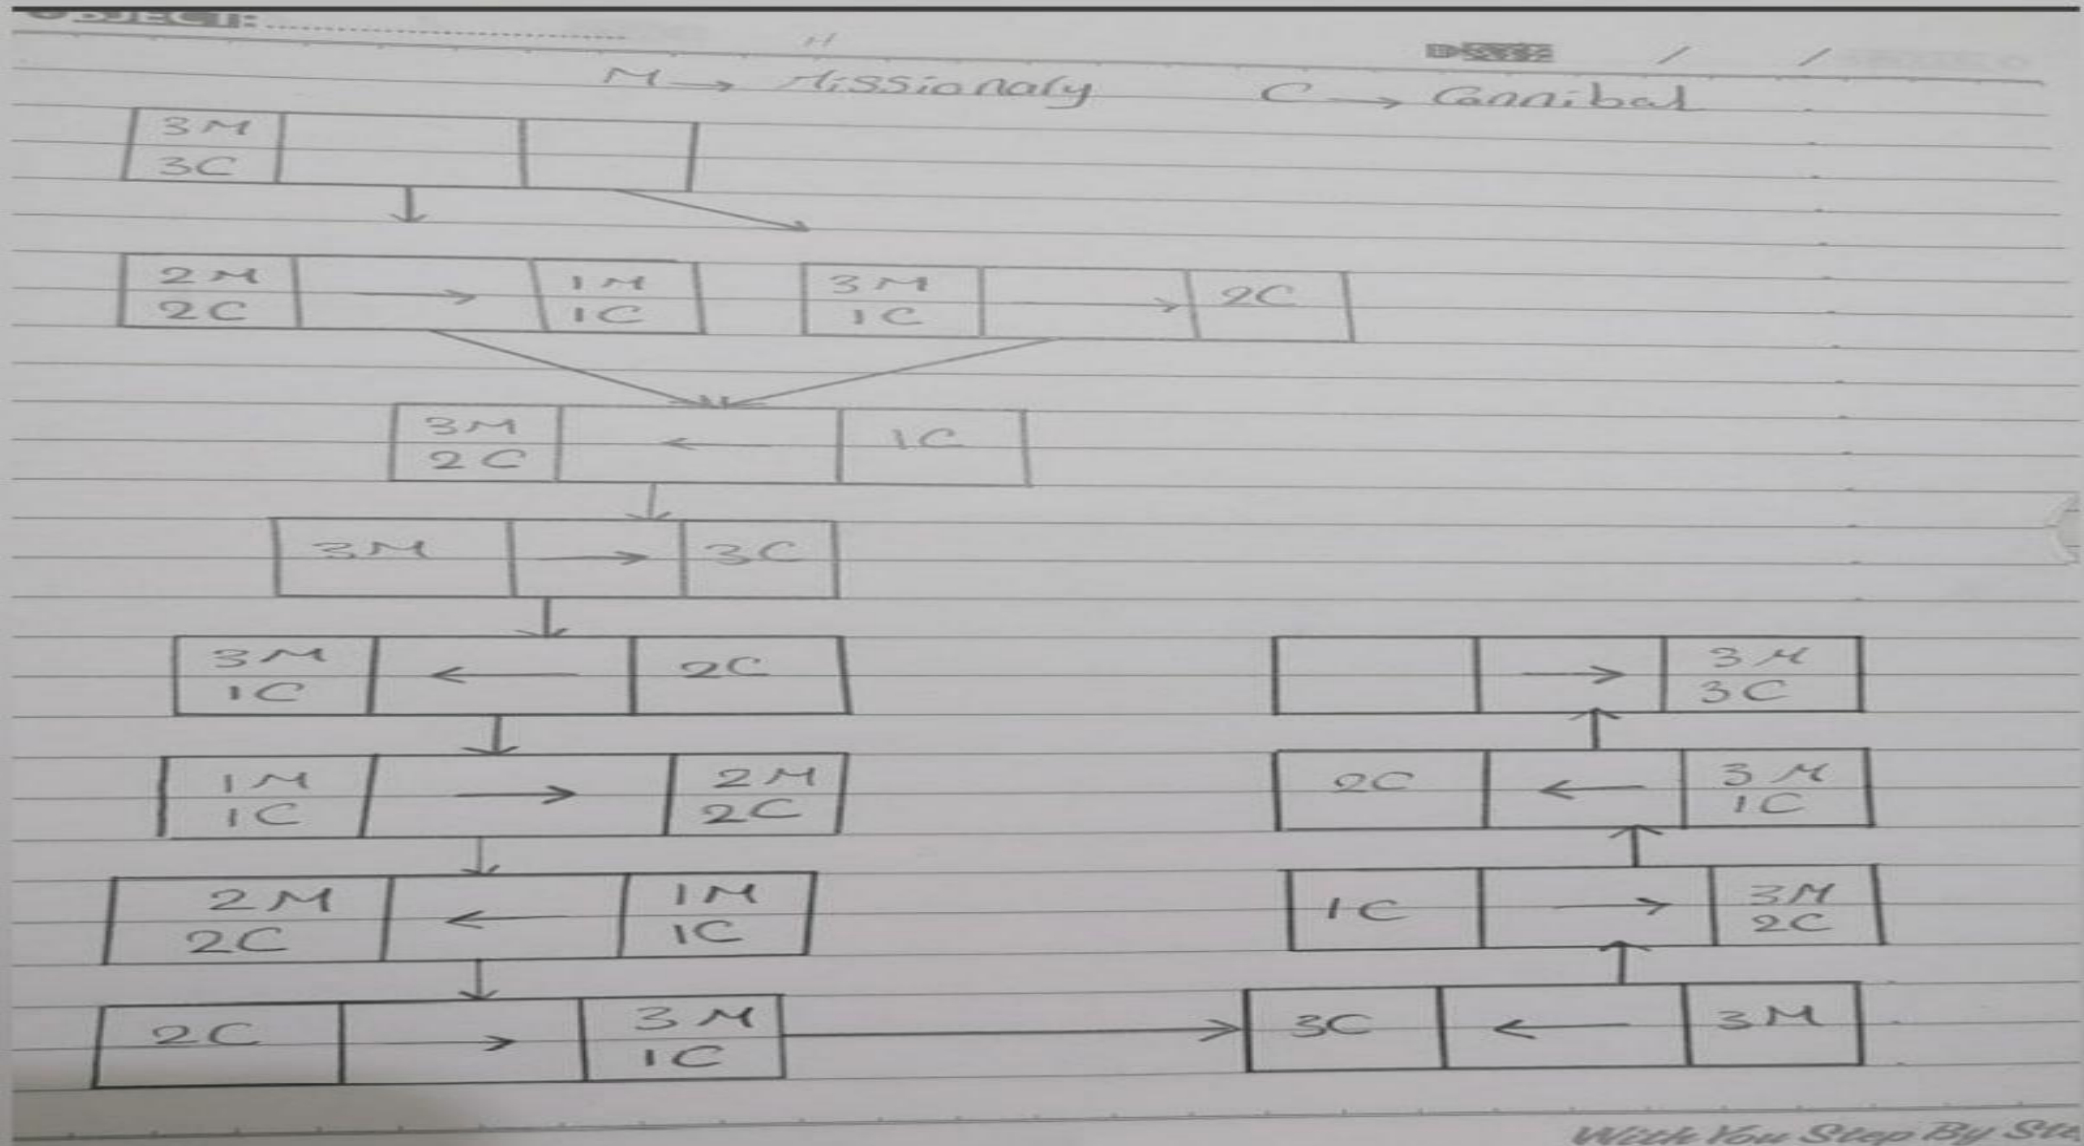 M → Missionary C → Cannibal
3M
3C
2M → 1M 3M → 2C
2C 1C 1C
3M ← 1C
2C
3M → 3C
3M ← 2C → 3M
1C 3C
1M → 2M 2C ← 3M
1C 2C 1C
2M ← 1M 1C → 3M
2C 1C 2C
2C → 3M 3C ← 3M
1C
With You Step By